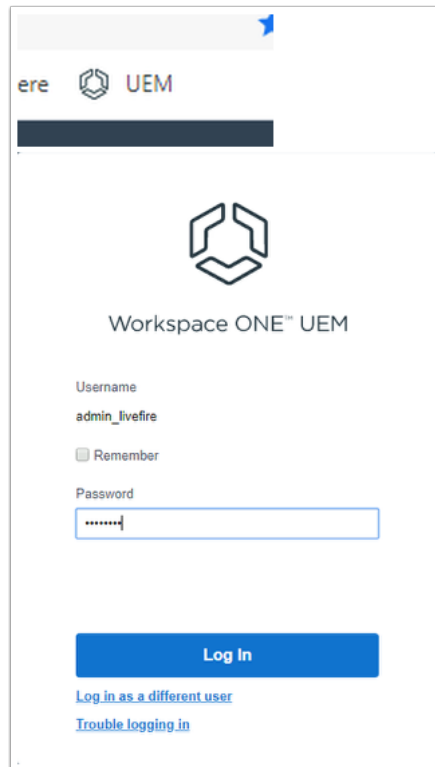 ere UEM
Workspace ONE™ UEM
Username
admin_livefire
Remember
Password
••••••••
Log In
Log in as a different user
Trouble logging in